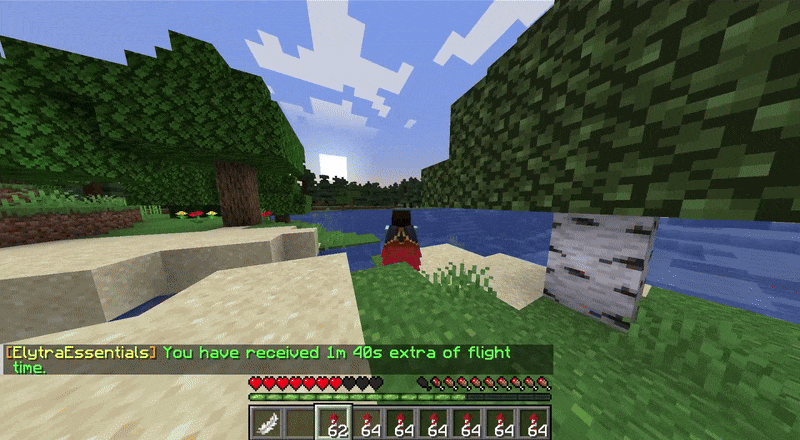 [ElytraEssentials] You have received 1m 40s extra of flight
time.
62 64 64 64 64 64 64